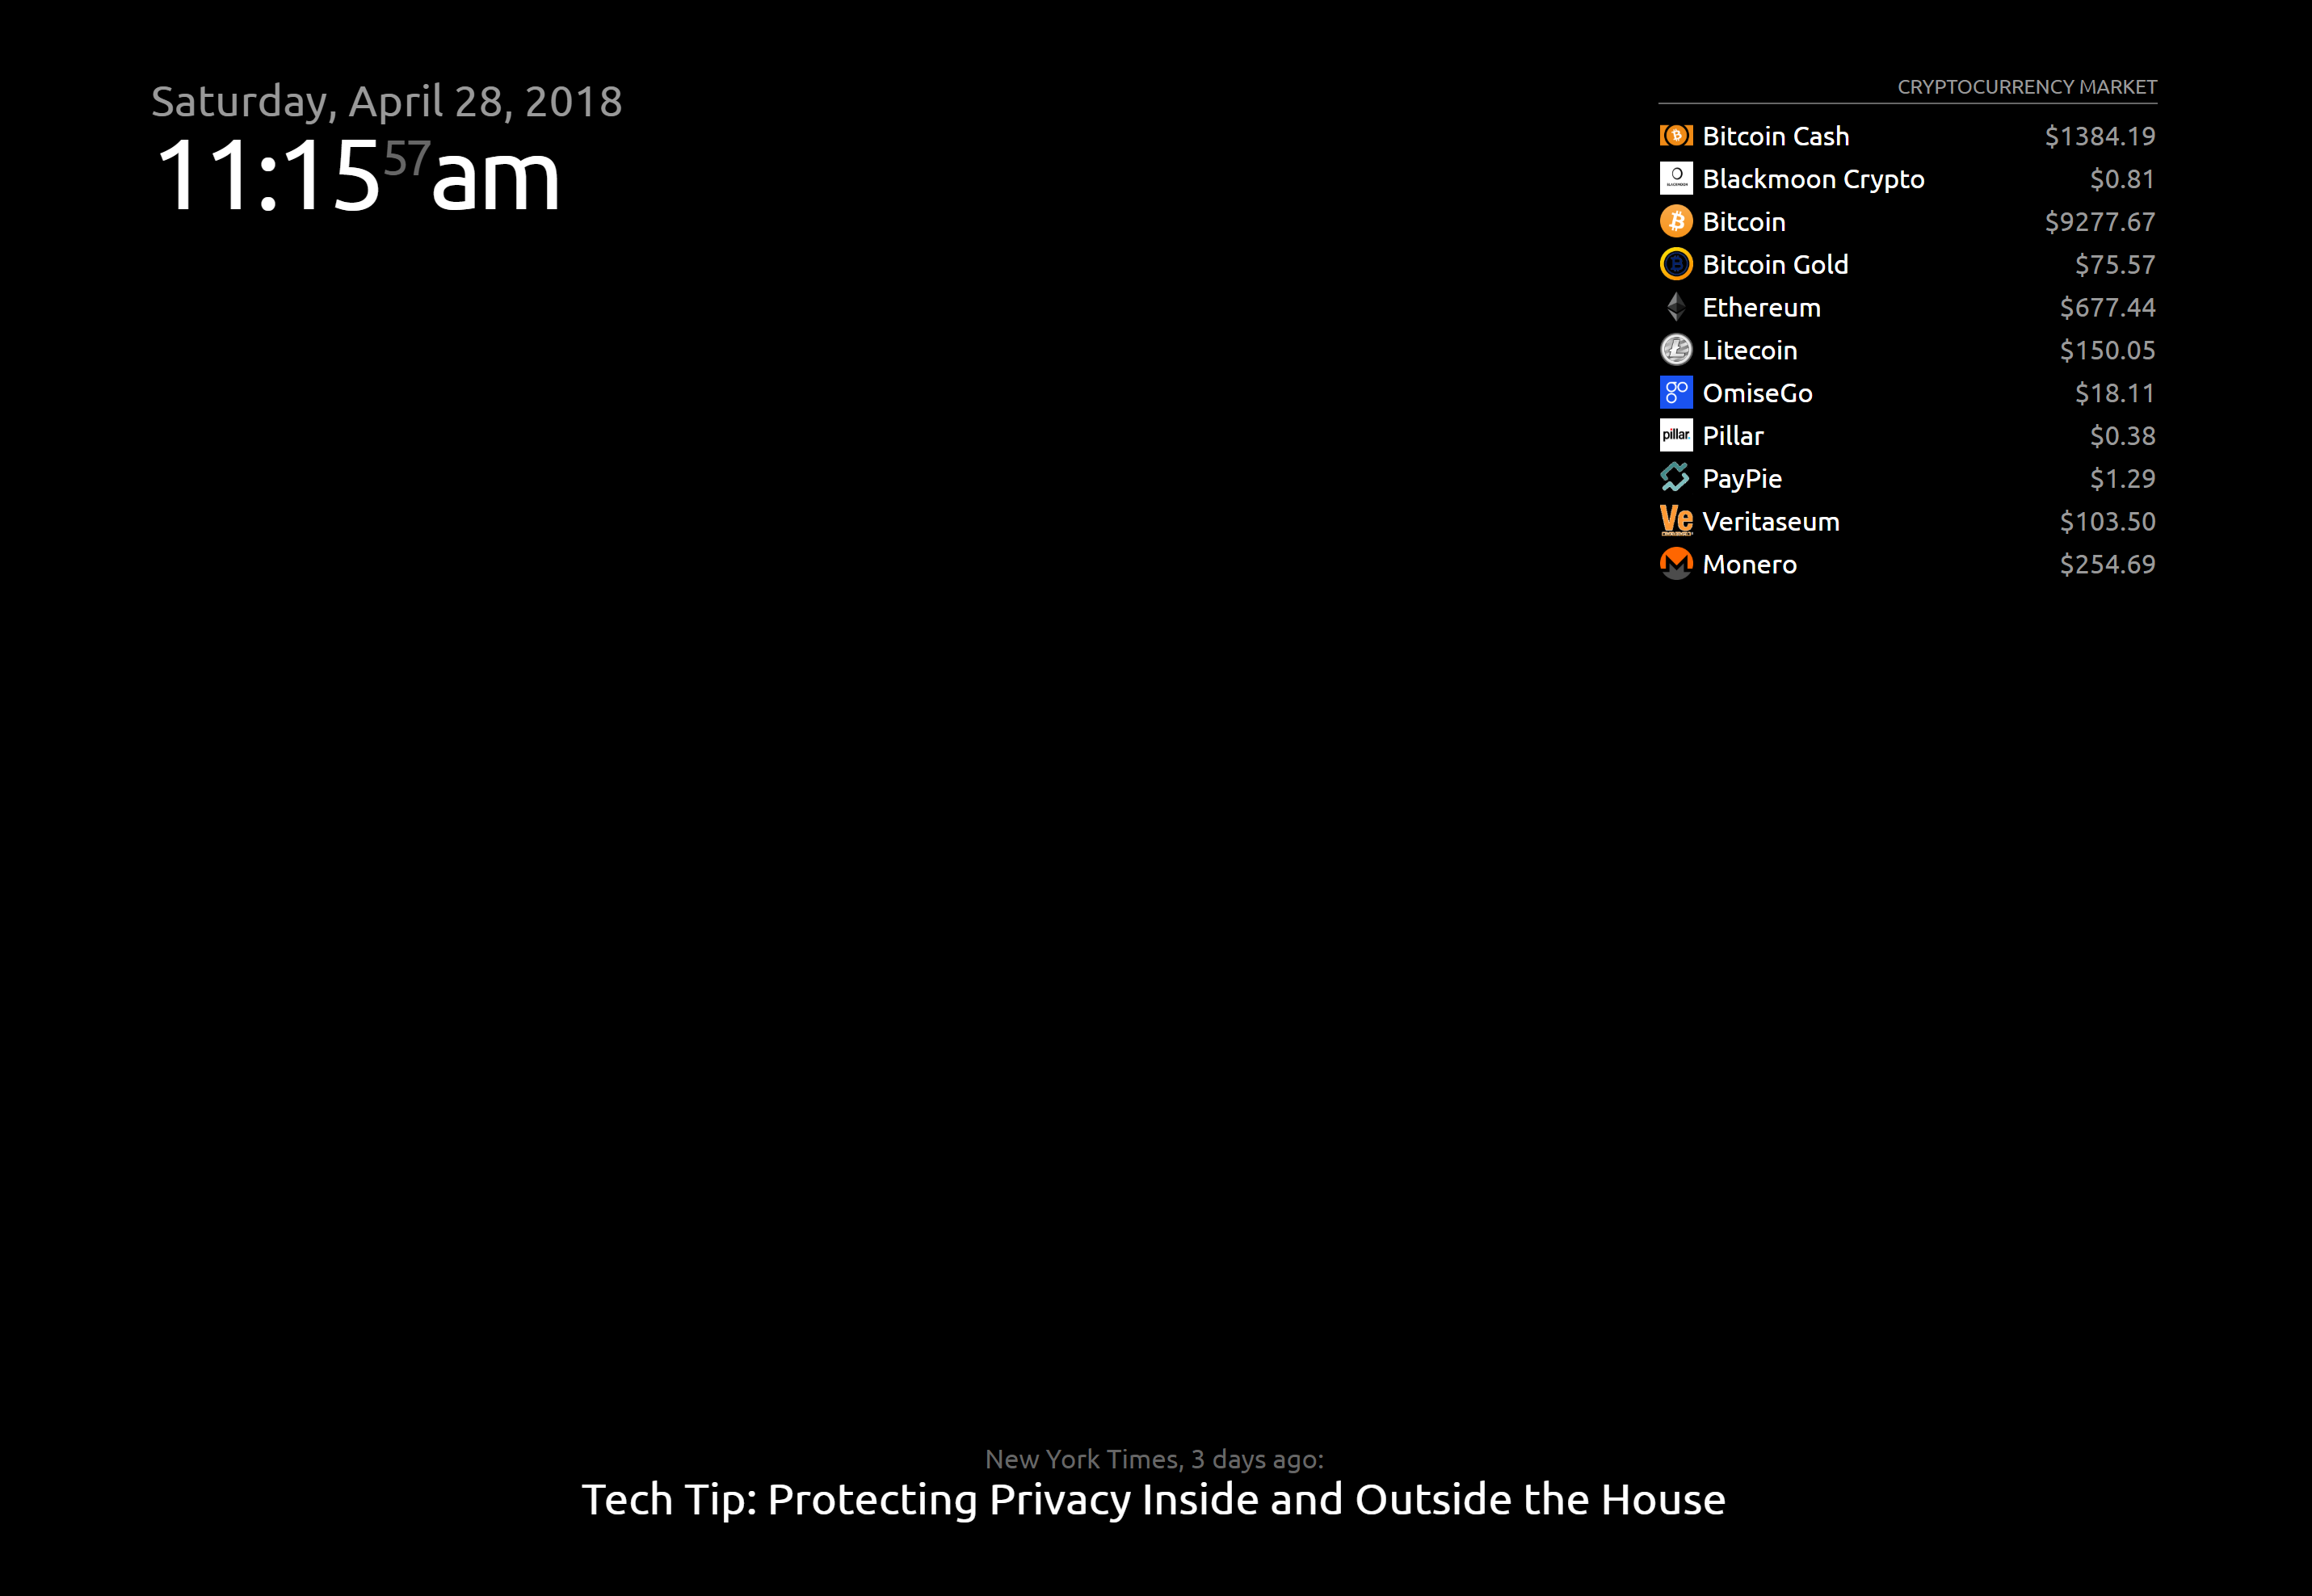 Saturday, April 28, 2018
11:15 57 am
CRYPTOCURRENCY MARKET
Bitcoin Cash $1384.19
Blackmoon Crypto $0.81
Bitcoin $9277.67
Bitcoin Gold $75.57
Ethereum $677.44
Litecoin $150.05
OmiseGo $18.11
pillar Pillar $0.38
PayPie $1.29
Ve Veritaseum $103.50
Monero $254.69
New York Times, 3 days ago:
Tech Tip: Protecting Privacy Inside and Outside the House